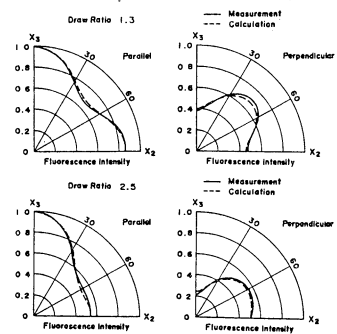 Draw Ratio 1.3
Measurement
Calculation
X3
30
Parallel
60
1 0
0 8
0 6
0 4
0 2
0
X2
Fluorescence Intensity
X3
30
Perpendicular
60
1 0
0 8
0 6
0 4
0 2
0
X2
Fluorescence Intensity
Draw Ratio 2.5
Measurement
Calculation
X3
30
Parallel
60
1 0
0 8
0 6
0 4
0 2
0
X2
Fluorescence Intensity
X3
30
Perpendicular
60
1 0
0 8
0 6
0 4
0 2
0
X2
Fluorescence Intensity